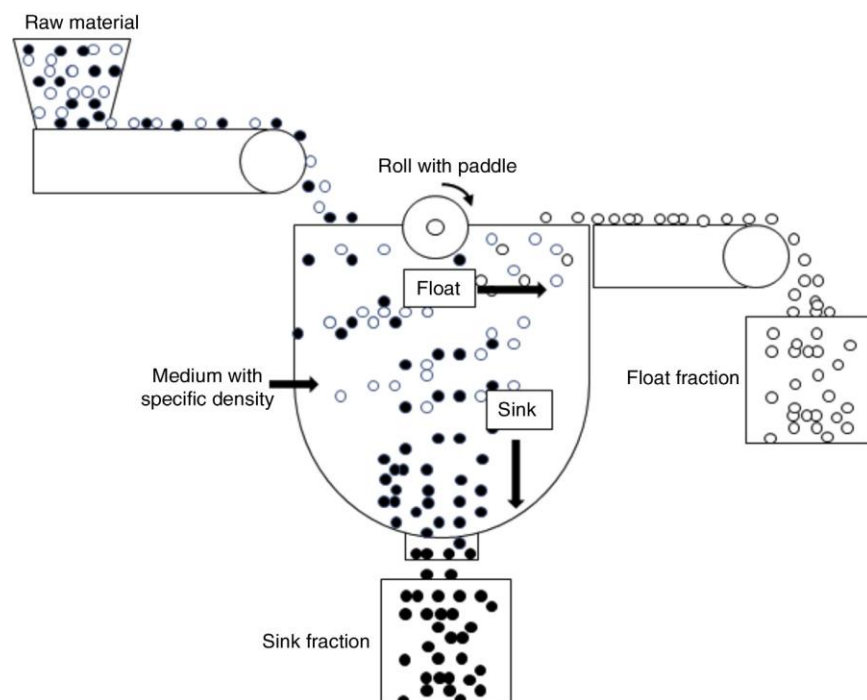 Raw material
Roll with paddle
Float
Medium with
specific density
Float fraction
Sink
Sink fraction